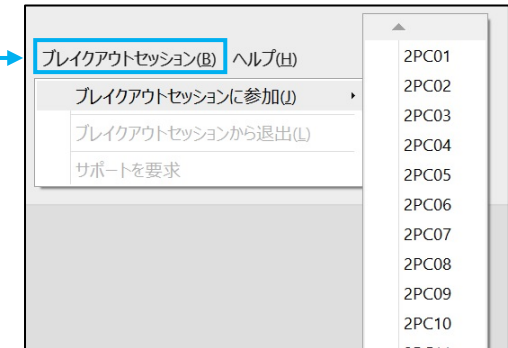 ブレイクアウトセッション(B) ヘルプ(H)
ブレイクアウトセッションに参加(J)
ブレイクアウトセッションから退出(L)
サポートを要求
2PC01
2PC02
2PC03
2PC04
2PC05
2PC06
2PC07
2PC08
2PC09
2PC10